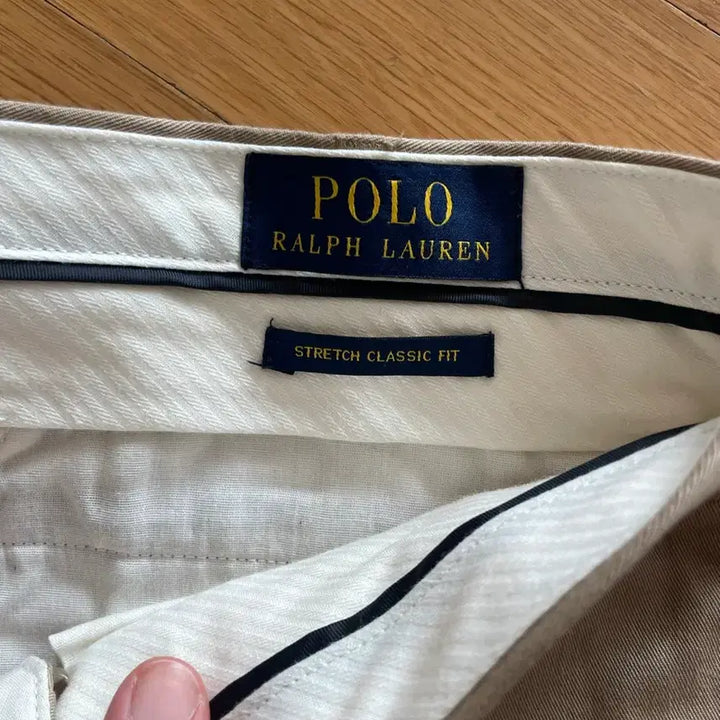 POLO
RALPH LAUREN
STRETCH CLASSIC FIT